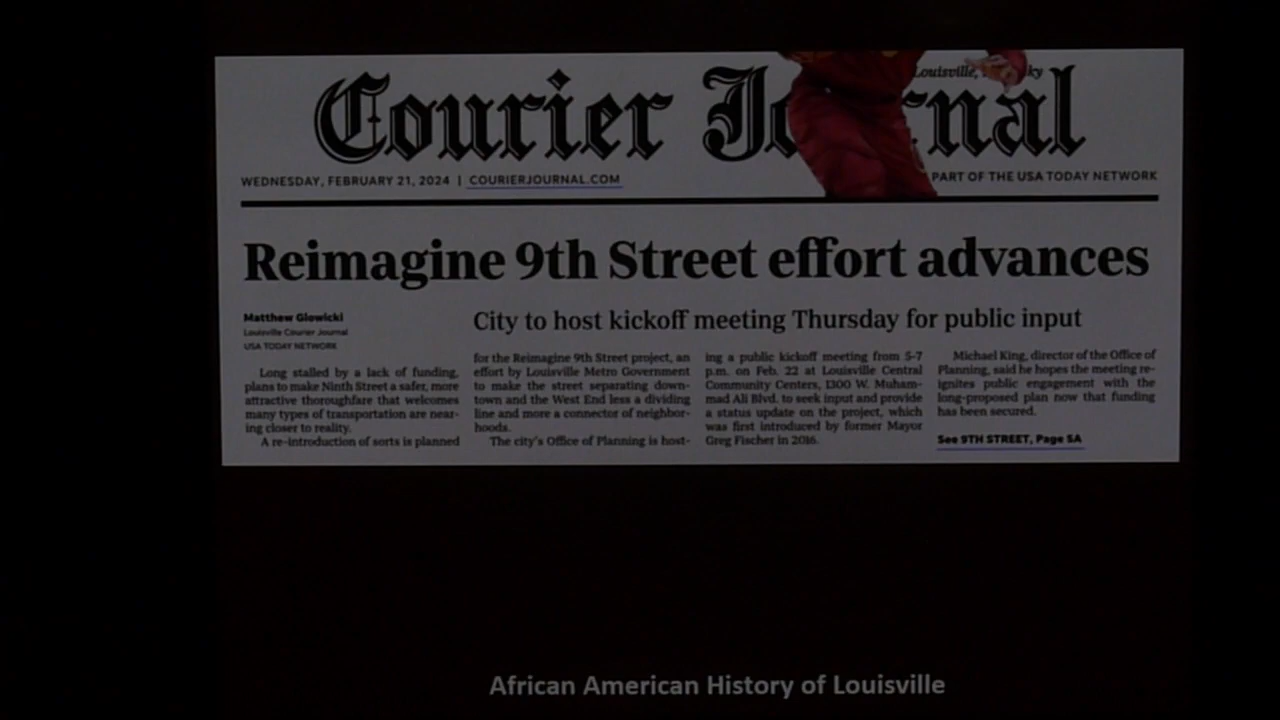 Courier Jo rnal
Louisville, ky
WEDNESDAY, FEBRUARY 21, 2024 | COURIERJOURNAL.COM
PART OF THE USA TODAY NETWORK
Reimagine 9th Street effort advances
City to host kickoff meeting Thursday for public input
Matthew Glowicki
Louisville Courier Journal
USA TODAY NETWORK
Long stalled by a lack of funding,
plans to make Ninth Street a safer, more
attractive thoroughfare that welcomes
many types of transportation are near-
ing closer to reality.
A re-introduction of sorts is planned
for the Reimagine 9th Street project, an
effort by Louisville Metro Government
to make the street separating down-
town and the West End less a dividing
line and more a connector of neighbor-
hoods.
The city's Office of Planning is host-
ing a public kickoff meeting from 5-7
p.m. on Feb. 22 at Louisville Central
Community Centers, 1300 W. Muham-
mad Ali Blvd. to seek input and provide
a status update on the project, which
was first introduced by former Mayor
Greg Fischer in 2016.
Michael King, director of the Office of
Planning, said he hopes the meeting re-
ignites public engagement with the
long-proposed plan now that funding
has been secured.
See 9TH STREET, Page 5A
African American History of Louisville